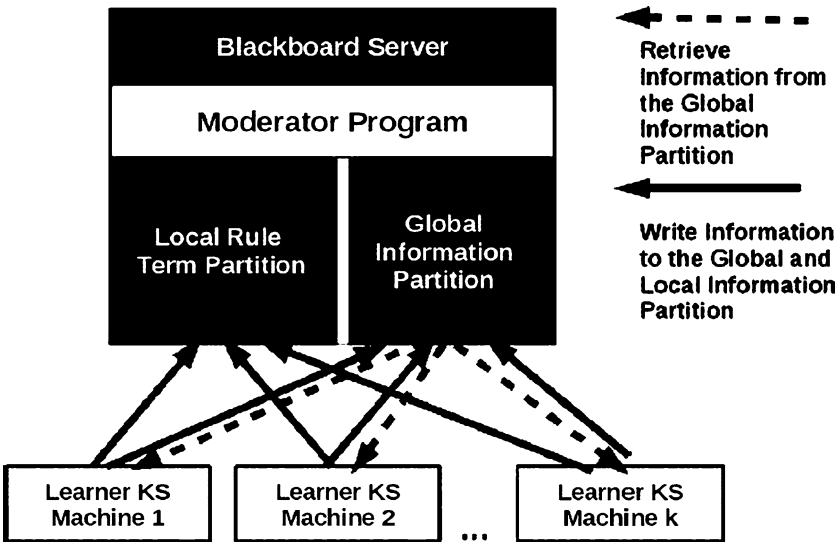 Blackboard Server
Moderator Program
Local Rule
Term Partition
Global
Information
Partition
Retrieve
Information from
the Global
Information
Partition
Write Information
to the Global and
Local Information
Partition
Learner KS
Machine 1
Learner KS
Machine 2
...
Learner KS
Machine k